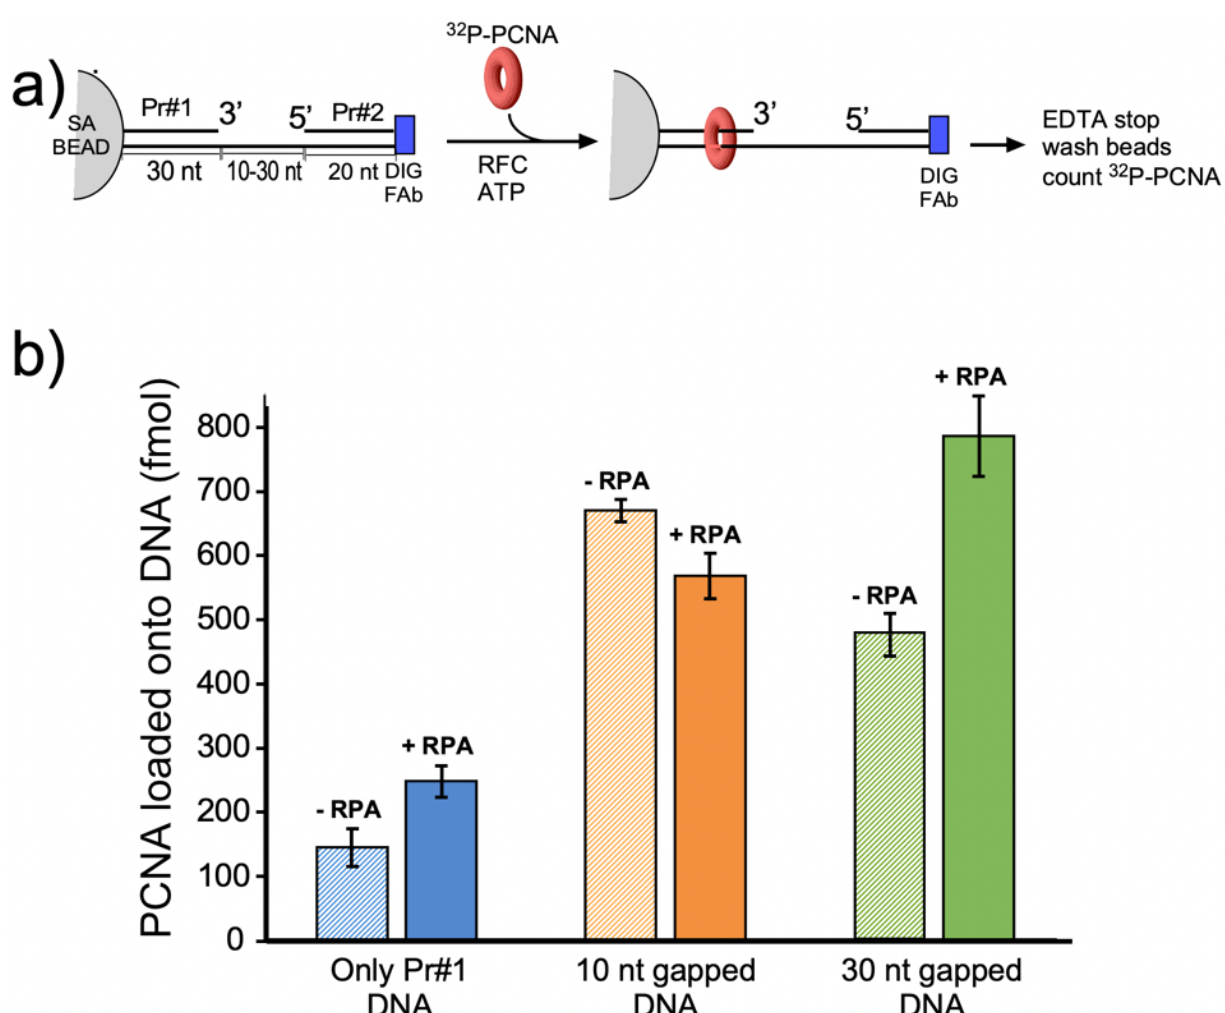 a)
SA
BEAD
Pr#1
3’
5’
Pr#2
30 nt
10-30 nt
20 nt
DIG
FAb
32P-PCNA
RFC
ATP
3’
5’
DIG
FAb
EDTA stop
wash beads
count 32P-PCNA
b)
PCNA loaded onto DNA (fmol)
800
700
600
500
400
300
200
100
0
- RPA
+ RPA
- RPA
+ RPA
- RPA
+ RPA
Only Pr#1
DNA
10 nt gapped
DNA
30 nt gapped
DNA